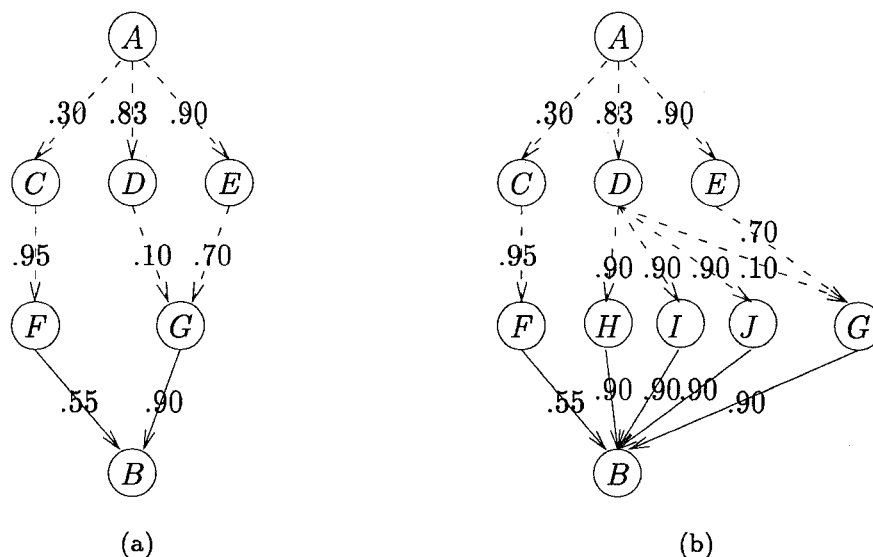 A A
.30 .83 .90 .30 .83 .90
C D E C D E
.95 .10 .70 .95 .90 .90 .90 .10 .70
F G F H I J G
.55 .90 .55 .90 .90 .90 .90
B B
(a) (b)